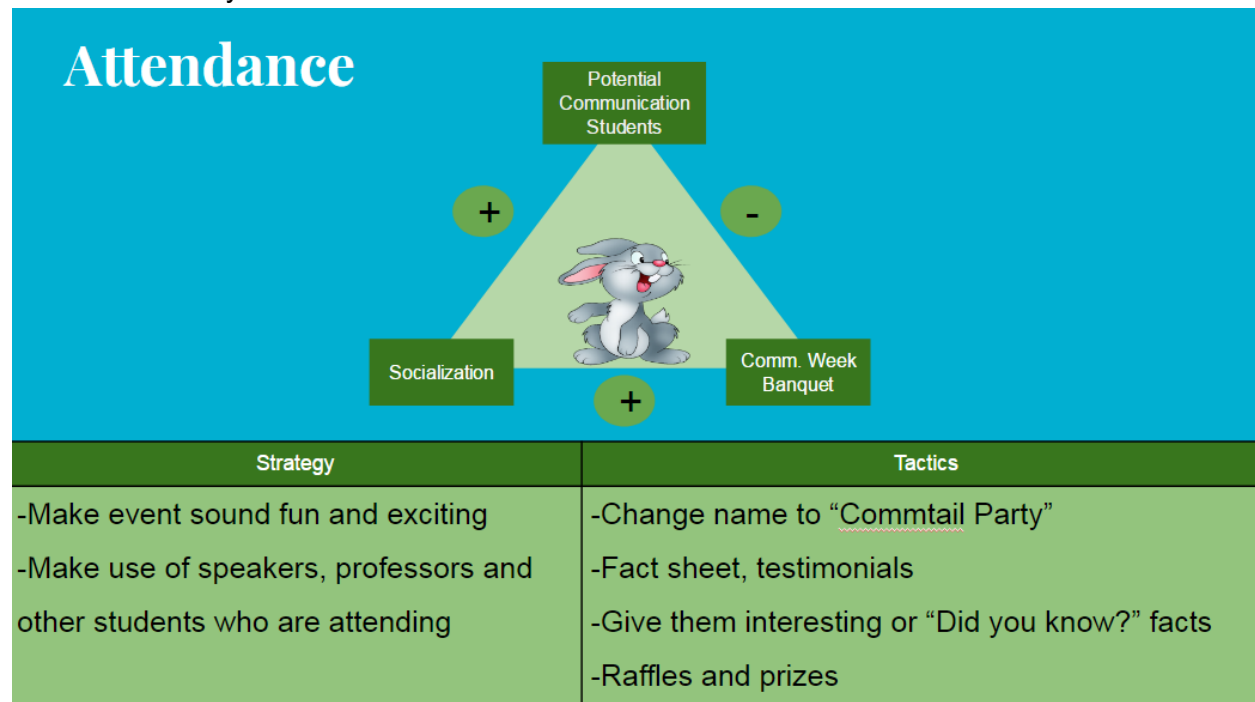 Attendance
Potential
Communication
Students
+
-
Socialization
Comm. Week
Banquet
+
Strategy
Tactics
-Make event sound fun and exciting
-Make use of speakers, professors and
other students who are attending
-Change name to “Commtail Party”
-Fact sheet, testimonials
-Give them interesting or “Did you know?” facts
-Raffles and prizes